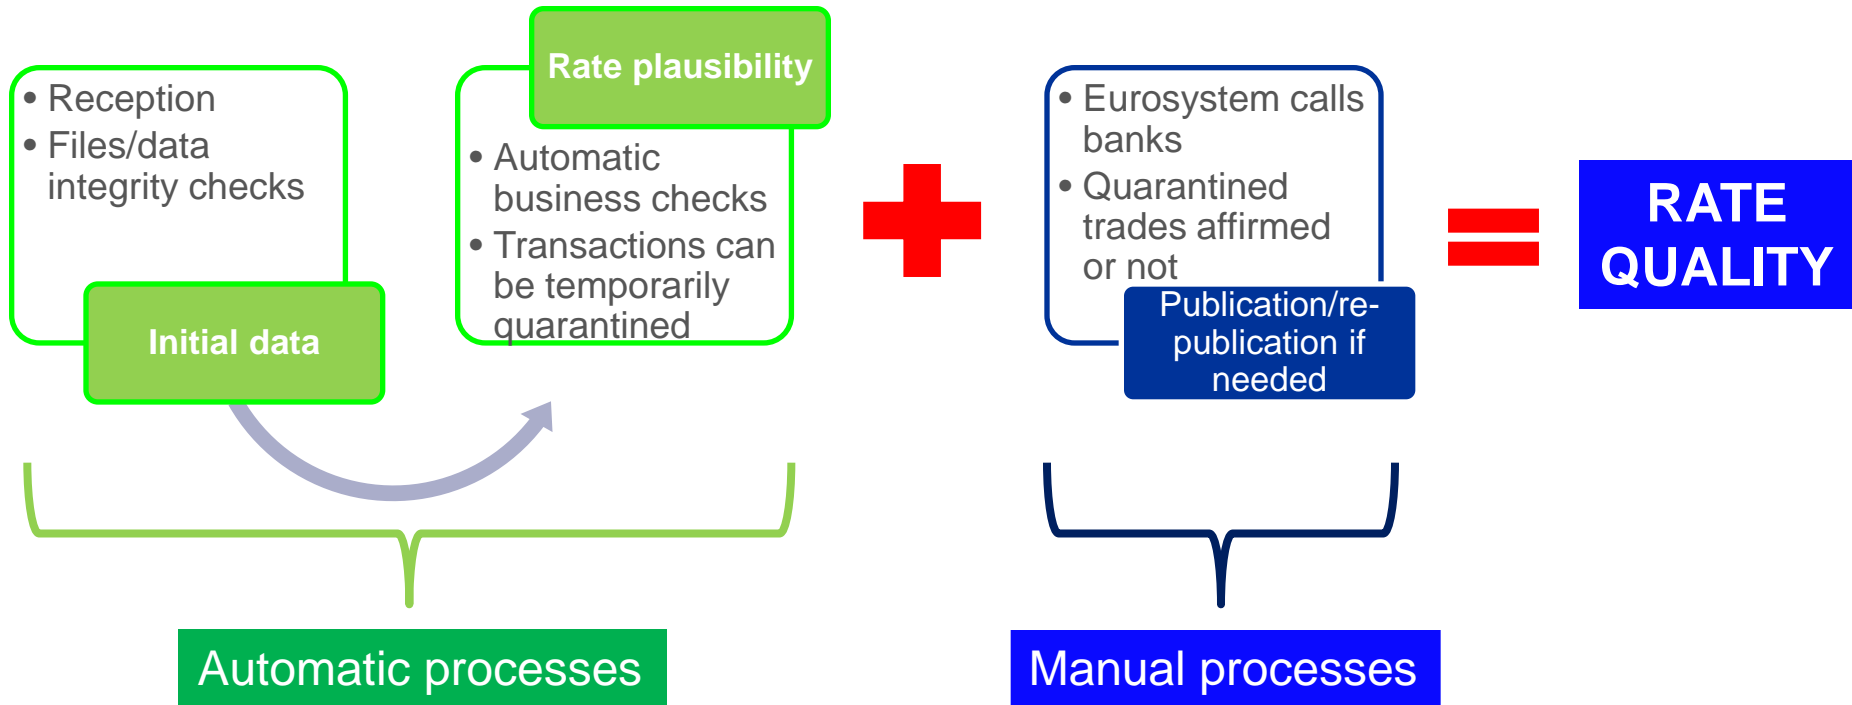 • Reception
• Files/data
integrity checks
Initial data
Rate plausibility
• Automatic
business checks
• Transactions can
be temporarily
quarantined
• Eurosystem calls
banks
• Quarantined
trades affirmed
or not
Publication/re-
publication if
needed
RATE
QUALITY
Automatic processes
Manual processes